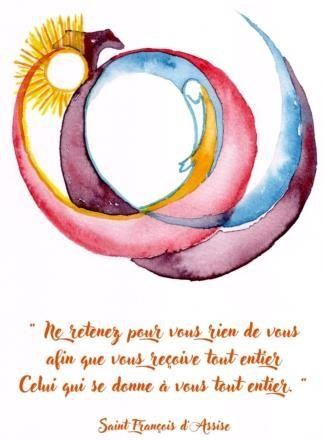 " Ne retenez pour vous rien de vous
afin que vous reçoive tout entier
Celui qui se donne à vous tout entier. "
Saint François d'Assise